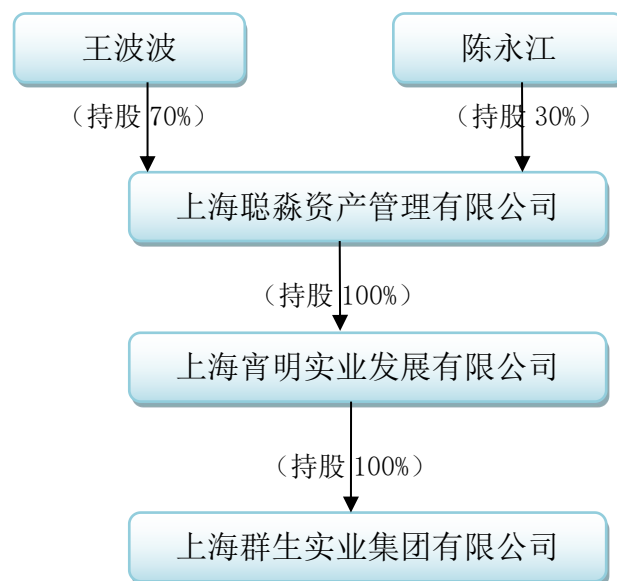 王波波
陈永江
（持股 70%）
（持股 30%）
上海聪淼资产管理有限公司
（持股 100%）
上海宵明实业发展有限公司
（持股 100%）
上海群生实业集团有限公司